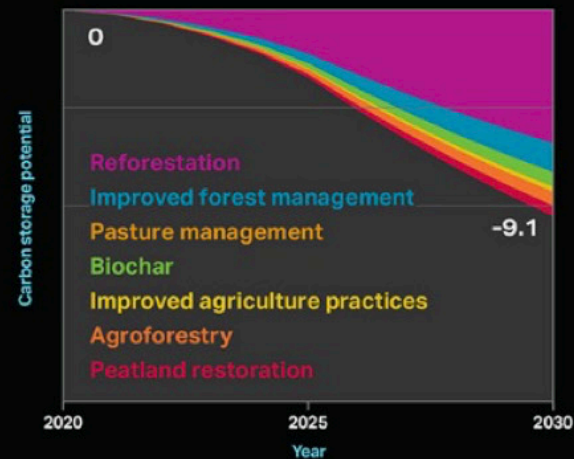 0
Carbon storage potential
Reforestation
Improved forest management
Pasture management
Biochar
Improved agriculture practices
Agroforestry
Peatland restoration
-9.1
2020
2025
2030
Year